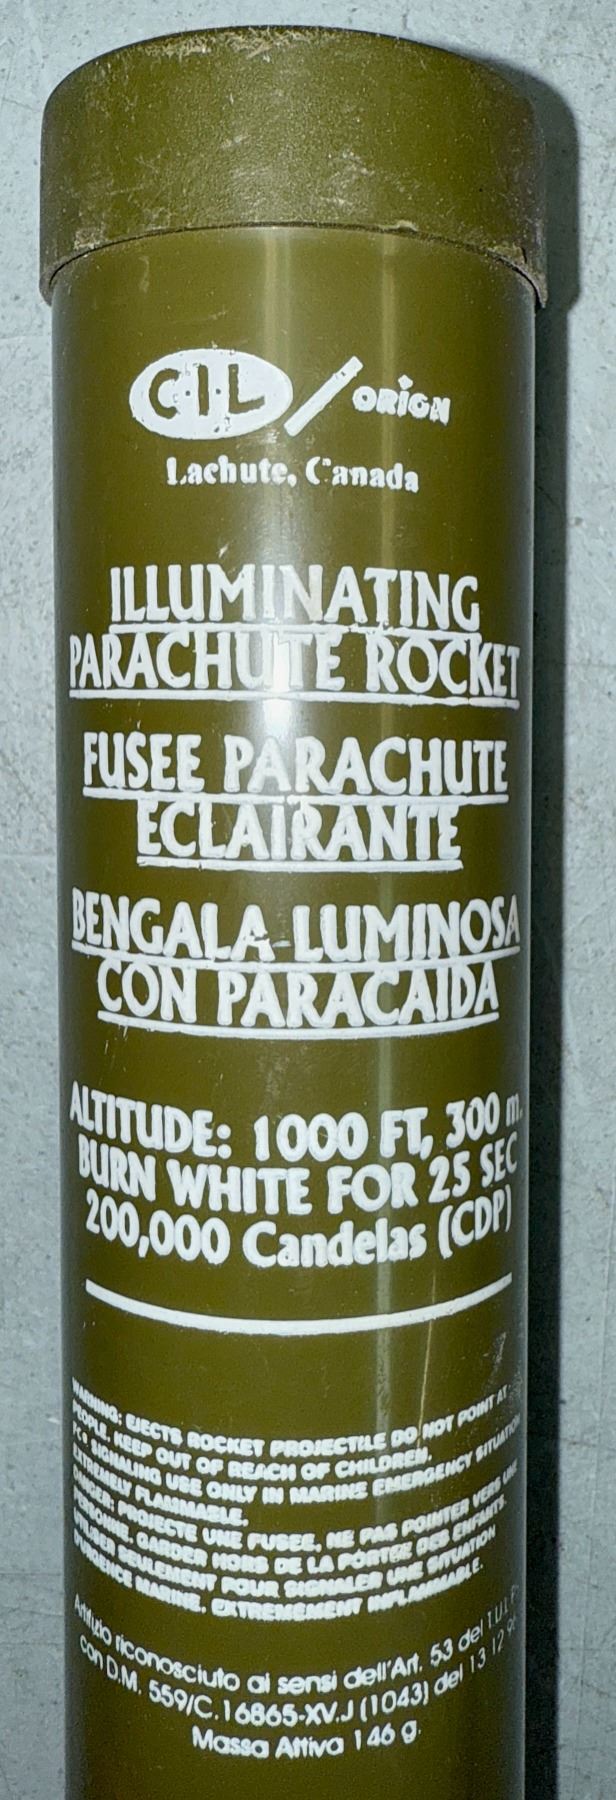 C·I·L / ORION
Lachute, Canada
ILLUMINATING
PARACHUTE ROCKET
FUSEE PARACHUTE
ECLAIRANTE
BENGALA LUMINOSA
CON PARACAIDA
ALTITUDE: 1000 FT, 300 m.
BURN WHITE FOR 25 SEC
200,000 Candelas (CDP)
WARNING: EJECTS ROCKET PROJECTILE DO NOT POINT AT
PEOPLE. KEEP OUT OF REACH OF CHILDREN.
FOR SIGNALING USE ONLY IN MARINE EMERGENCY SITUATION
EXTREMELY FLAMMABLE.
DANGER: PROJECTE UNE FUSEE. NE PAS POINTER VERS UNE
PERSONNE. GARDER HORS DE LA PORTEE DES ENFANTS.
UTILISER SEULEMENT POUR SIGNALER UNE SITUATION
D'URGENCE MARINE. EXTREMEMENT INFLAMMABLE.
Artifizio riconosciuto ai sensi dell'Art. 53 del T.U.L.P.
con D.M. 559/C.16865-XV.J (1043) del 13 12
Massa Attiva 146 g.